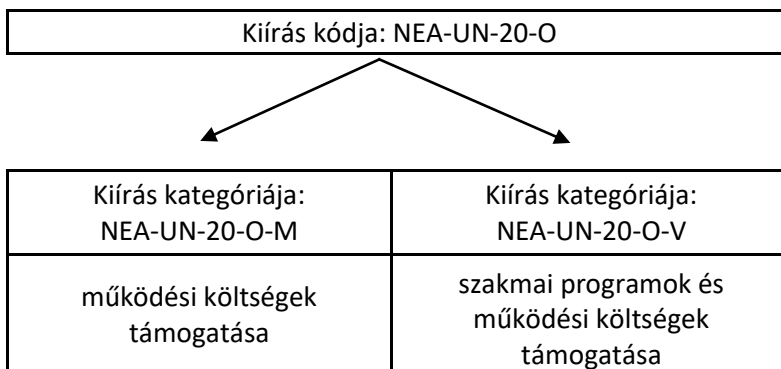 Kiírás kódja: NEA-UN-20-O
Kiírás kategóriája:
NEA-UN-20-O-M
Kiírás kategóriája:
NEA-UN-20-O-V
működési költségek
támogatása
szakmai programok és
működési költségek
támogatása